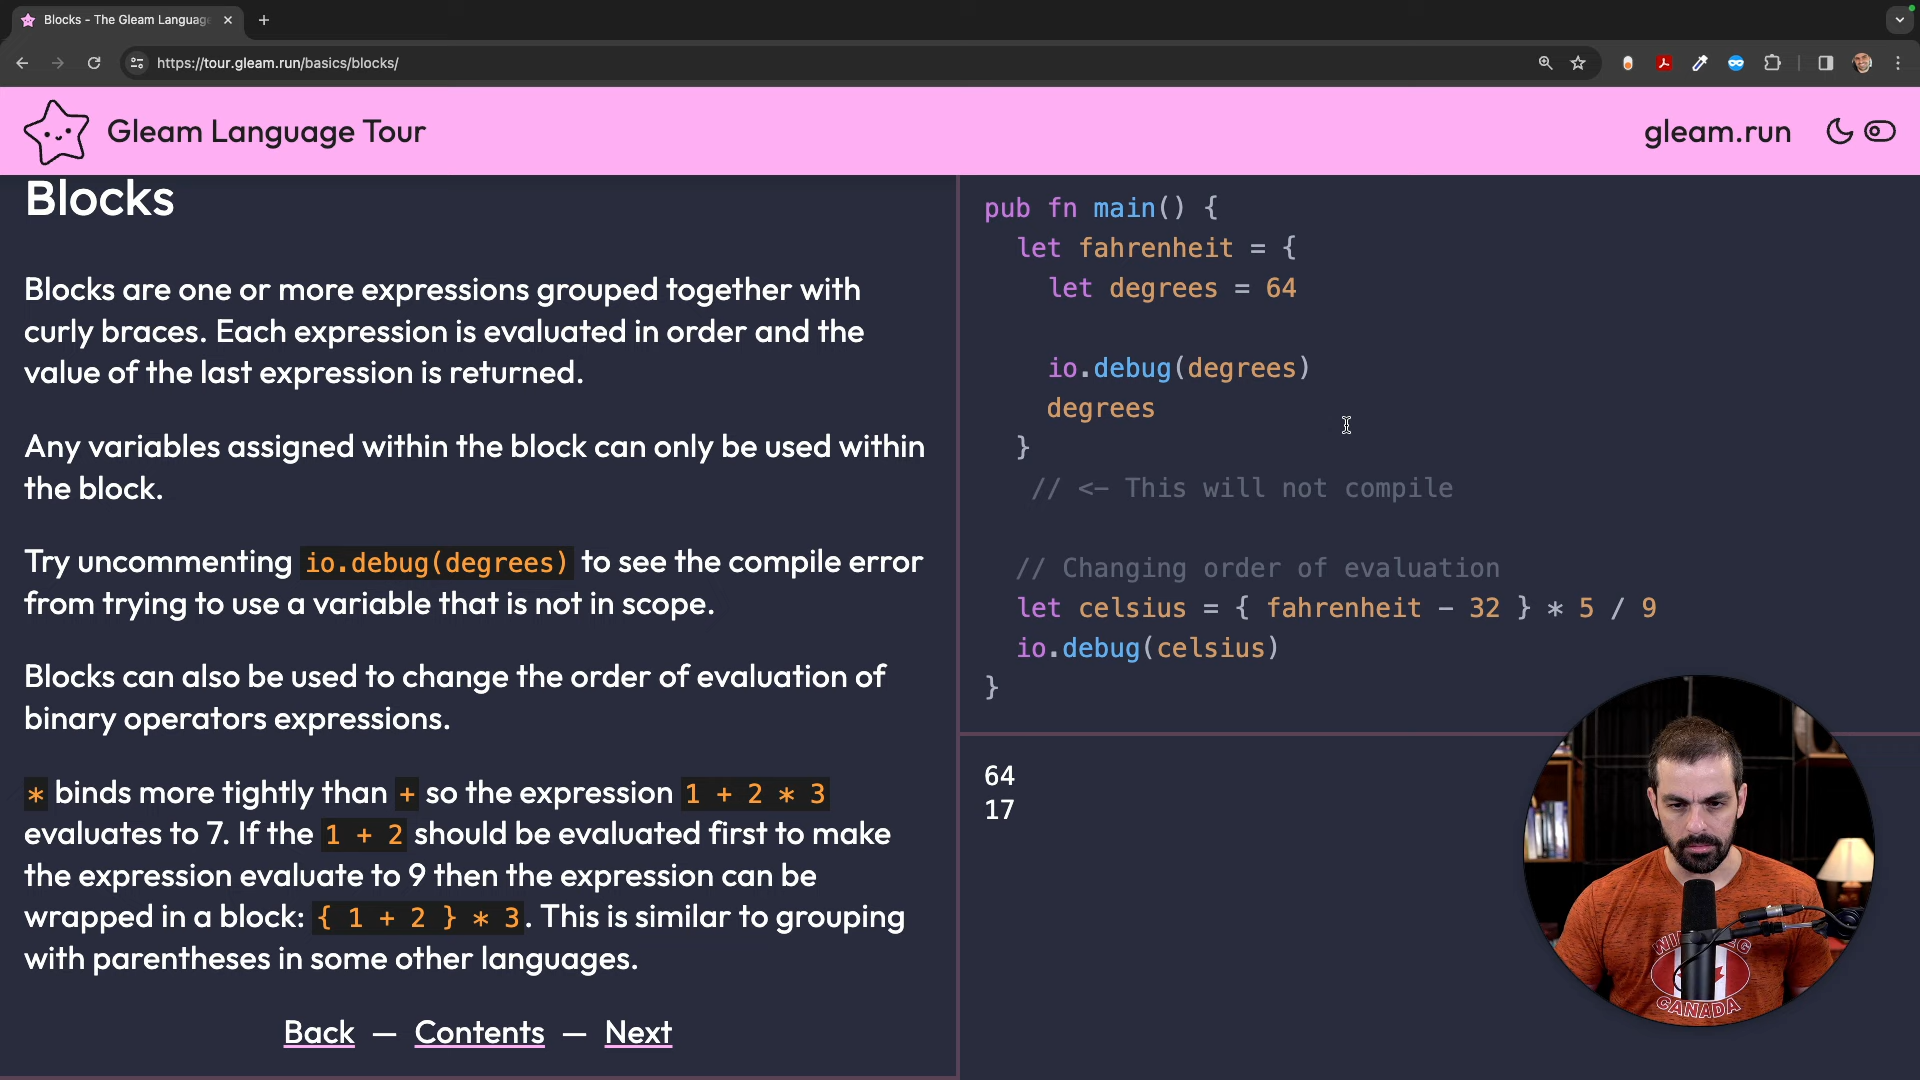 Blocks - The Gleam Languag
https://tour.gleam.run/basics/blocks/
Gleam Language Tour
gleam.run
Blocks
Blocks are one or more expressions grouped together with
curly braces. Each expression is evaluated in order and the
value of the last expression is returned.
Any variables assigned within the block can only be used within
the block.
Try uncommenting io.debug(degrees) to see the compile error
from trying to use a variable that is not in scope.
Blocks can also be used to change the order of evaluation of
binary operators expressions.
* binds more tightly than + so the expression 1 + 2 * 3
evaluates to 7. If the 1 + 2 should be evaluated first to make
the expression evaluate to 9 then the expression can be
wrapped in a block: { 1 + 2 } * 3. This is similar to grouping
with parentheses in some other languages.
Back — Contents — Next
pub fn main() {
let fahrenheit = {
let degrees = 64
io.debug(degrees)
degrees
}
// <- This will not compile
// Changing order of evaluation
let celsius = { fahrenheit - 32 } * 5 / 9
io.debug(celsius)
}
64
17
CANADA